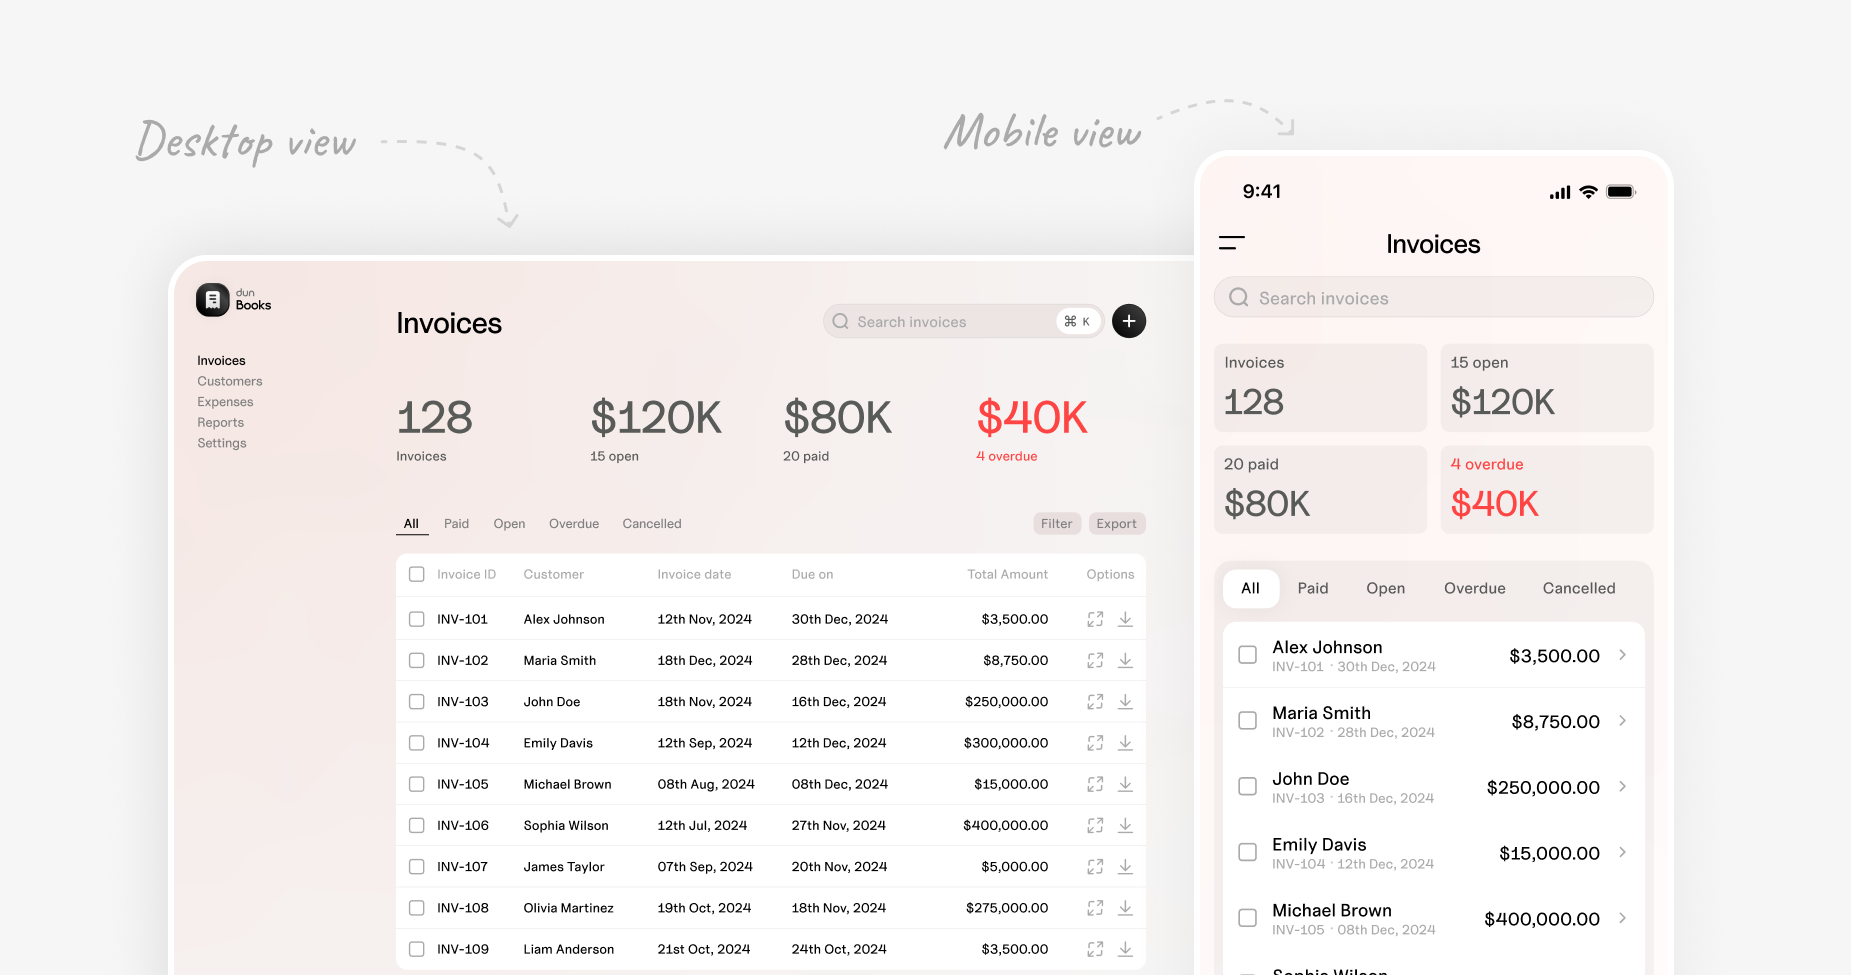 Desktop view
Mobile view
dun
Books
Invoices
Customers
Expenses
Reports
Settings
Invoices
Search invoices
⌘ K
128
Invoices
$120K
15 open
$80K
20 paid
$40K
4 overdue
All Paid Open Overdue Cancelled
Filter Export
Invoice ID Customer Invoice date Due on Total Amount Options
INV-101 Alex Johnson 12th Nov, 2024 30th Dec, 2024 $3,500.00
INV-102 Maria Smith 18th Dec, 2024 28th Dec, 2024 $8,750.00
INV-103 John Doe 18th Nov, 2024 16th Dec, 2024 $250,000.00
INV-104 Emily Davis 12th Sep, 2024 12th Dec, 2024 $300,000.00
INV-105 Michael Brown 08th Aug, 2024 08th Dec, 2024 $15,000.00
INV-106 Sophia Wilson 12th Jul, 2024 27th Nov, 2024 $400,000.00
INV-107 James Taylor 07th Sep, 2024 20th Nov, 2024 $5,000.00
INV-108 Olivia Martinez 19th Oct, 2024 18th Nov, 2024 $275,000.00
INV-109 Liam Anderson 21st Oct, 2024 24th Oct, 2024 $3,500.00
9:41
Invoices
Search invoices
Invoices
128
15 open
$120K
20 paid
$80K
4 overdue
$40K
All Paid Open Overdue Cancelled
Alex Johnson $3,500.00
INV-101 · 30th Dec, 2024
Maria Smith $8,750.00
INV-102 · 28th Dec, 2024
John Doe $250,000.00
INV-103 · 16th Dec, 2024
Emily Davis $15,000.00
INV-104 · 12th Dec, 2024
Michael Brown $400,000.00
INV-105 · 08th Dec, 2024
Sophia Wilson